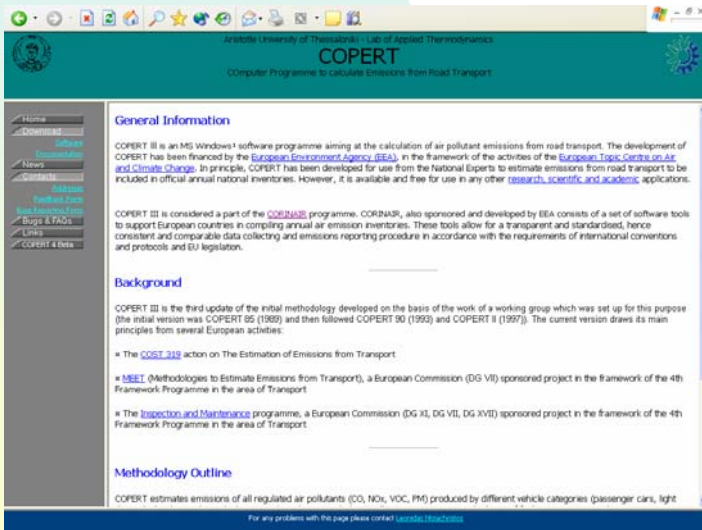 Aristotle University of Thessaloniki - Lab of Applied Thermodynamics
COPERT
COmputer Programme to calculate Emissions from Road Transport
Home
Download
Software
Documentation
News
Contacts
Addresses
Feedback Form
Bugs Reporting Form
Bugs & FAQs
Links
COPERT 4 Beta
General Information
COPERT III is an MS Windows¹ software programme aiming at the calculation of air pollutant emissions from road transport. The development of
COPERT has been financed by the European Environment Agency (EEA), in the framework of the activities of the European Topic Centre on Air
and Climate Change. In principle, COPERT has been developed for use from the National Experts to estimate emissions from road transport to be
included in official annual national inventories. However, it is available and free for use in any other research, scientific and academic applications.
COPERT III is considered a part of the CORINAIR programme. CORINAIR, also sponsored and developed by EEA consists of a set of software tools
to support European countries in compiling annual air emission inventories. These tools allow for a transparent and standardised, hence
consistent and comparable data collecting and emissions reporting procedure in accordance with the requirements of international conventions
and protocols and EU legislation.
Background
COPERT III is the third update of the initial methodology developed on the basis of the work of a working group which was set up for this purpose
(the initial version was COPERT 85 (1989) and then followed COPERT 90 (1993) and COPERT II (1997)). The current version draws its main
principles from several European activities:
¤ The COST 319 action on The Estimation of Emissions from Transport
¤ MEET (Methodologies to Estimate Emissions from Transport), a European Commission (DG VII) sponsored project in the framework of the 4th
Framework Programme in the area of Transport
¤ The Inspection and Maintenance programme, a European Commission (DG XI, DG VII, DG XVII) sponsored project in the framework of the 4th
Framework Programme in the area of Transport
Methodology Outline
COPERT estimates emissions of all regulated air pollutants (CO, NOx, VOC, PM) produced by different vehicle categories (passenger cars, light
For any problems with this page please contact Leonidas Ntziachristos